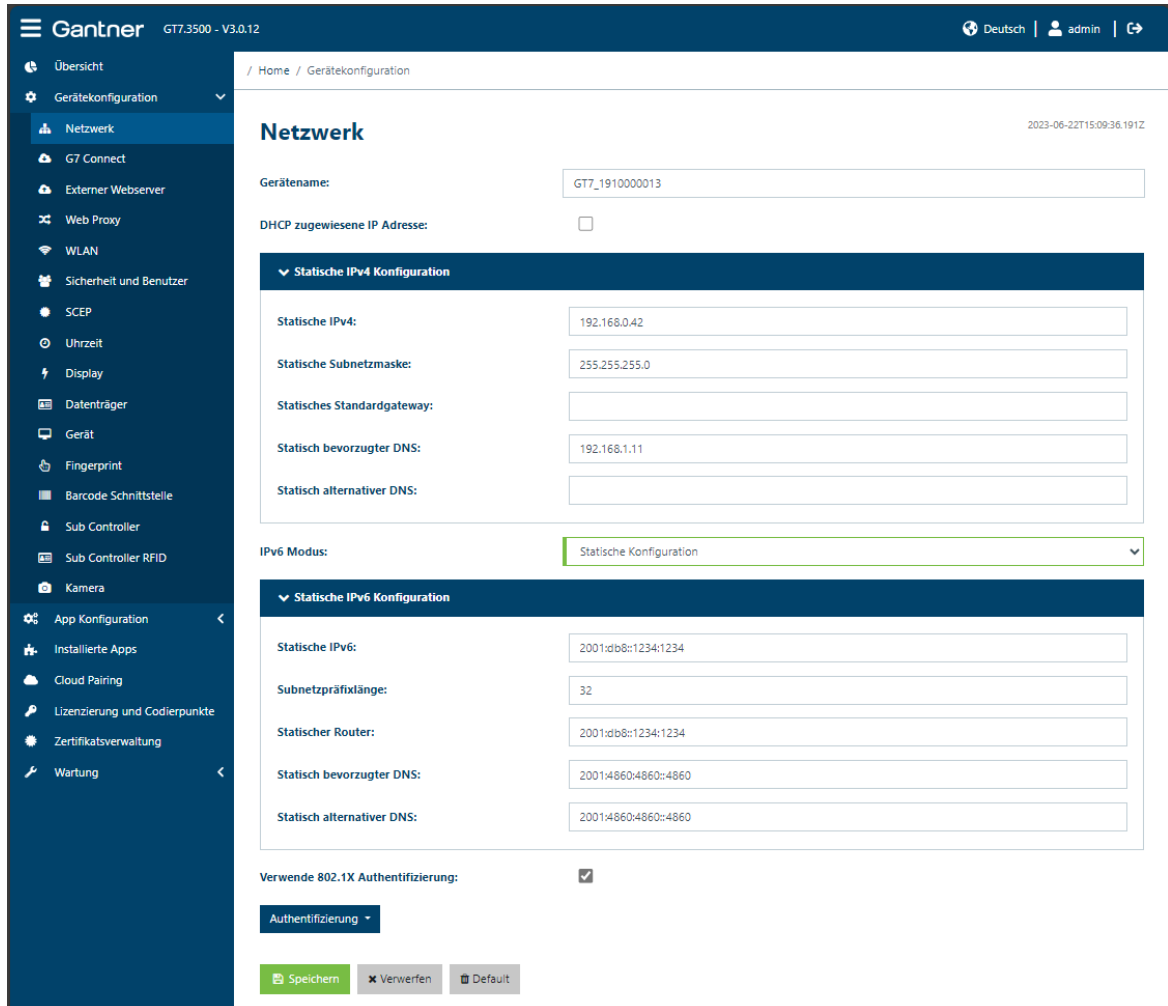 Gantner GT7.3500 - V3.0.12 Deutsch admin
Übersicht
Gerätekonfiguration
Netzwerk
G7 Connect
Externer Webserver
Web Proxy
WLAN
Sicherheit und Benutzer
SCEP
Uhrzeit
Display
Datenträger
Gerät
Fingerprint
Barcode Schnittstelle
Sub Controller
Sub Controller RFID
Kamera
App Konfiguration
Installierte Apps
Cloud Pairing
Lizenzierung und Codierpunkte
Zertifikatsverwaltung
Wartung
/ Home / Gerätekonfiguration
Netzwerk 2023-06-22T15:09:36.191Z
Gerätename: GT7_1910000013
DHCP zugewiesene IP Adresse:
Statische IPv4 Konfiguration
Statische IPv4: 192.168.0.42
Statische Subnetzmaske: 255.255.255.0
Statisches Standardgateway:
Statisch bevorzugter DNS: 192.168.1.11
Statisch alternativer DNS:
IPv6 Modus: Statische Konfiguration
Statische IPv6 Konfiguration
Statische IPv6: 2001:db8::1234:1234
Subnetzpräfixlänge: 32
Statischer Router: 2001:db8::1234:1234
Statisch bevorzugter DNS: 2001:4860:4860::4860
Statisch alternativer DNS: 2001:4860:4860::4860
Verwende 802.1X Authentifizierung:
Authentifizierung
Speichern Verwerfen Default